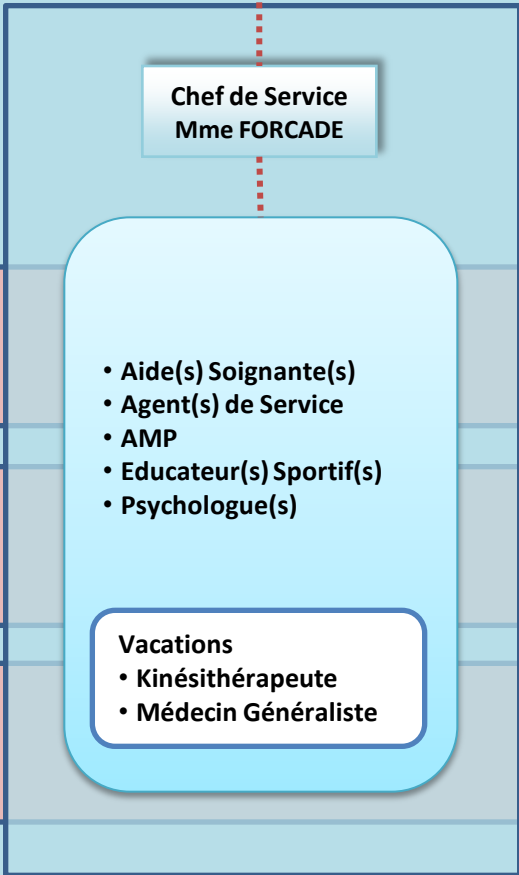 Chef de Service
Mme FORCADE
• Aide(s) Soignante(s)
• Agent(s) de Service
• AMP
• Educateur(s) Sportif(s)
• Psychologue(s)
Vacations
• Kinésithérapeute
• Médecin Généraliste